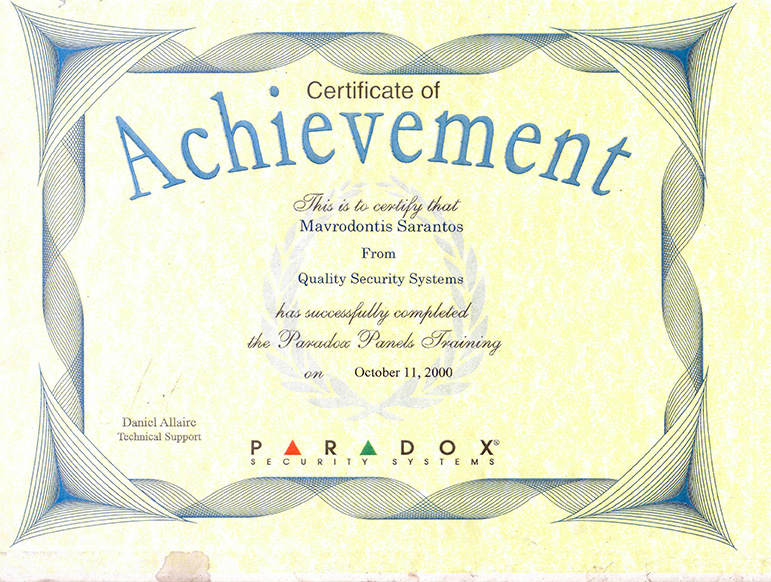 Certificate of
Achievement
This is to certify that
Mavrodontis Sarantos
From
Quality Security Systems
has successfully completed
the Paradox Panels Training
on October 11, 2000
Daniel Allaire
Technical Support
PARADOX®
SECURITY SYSTEMS